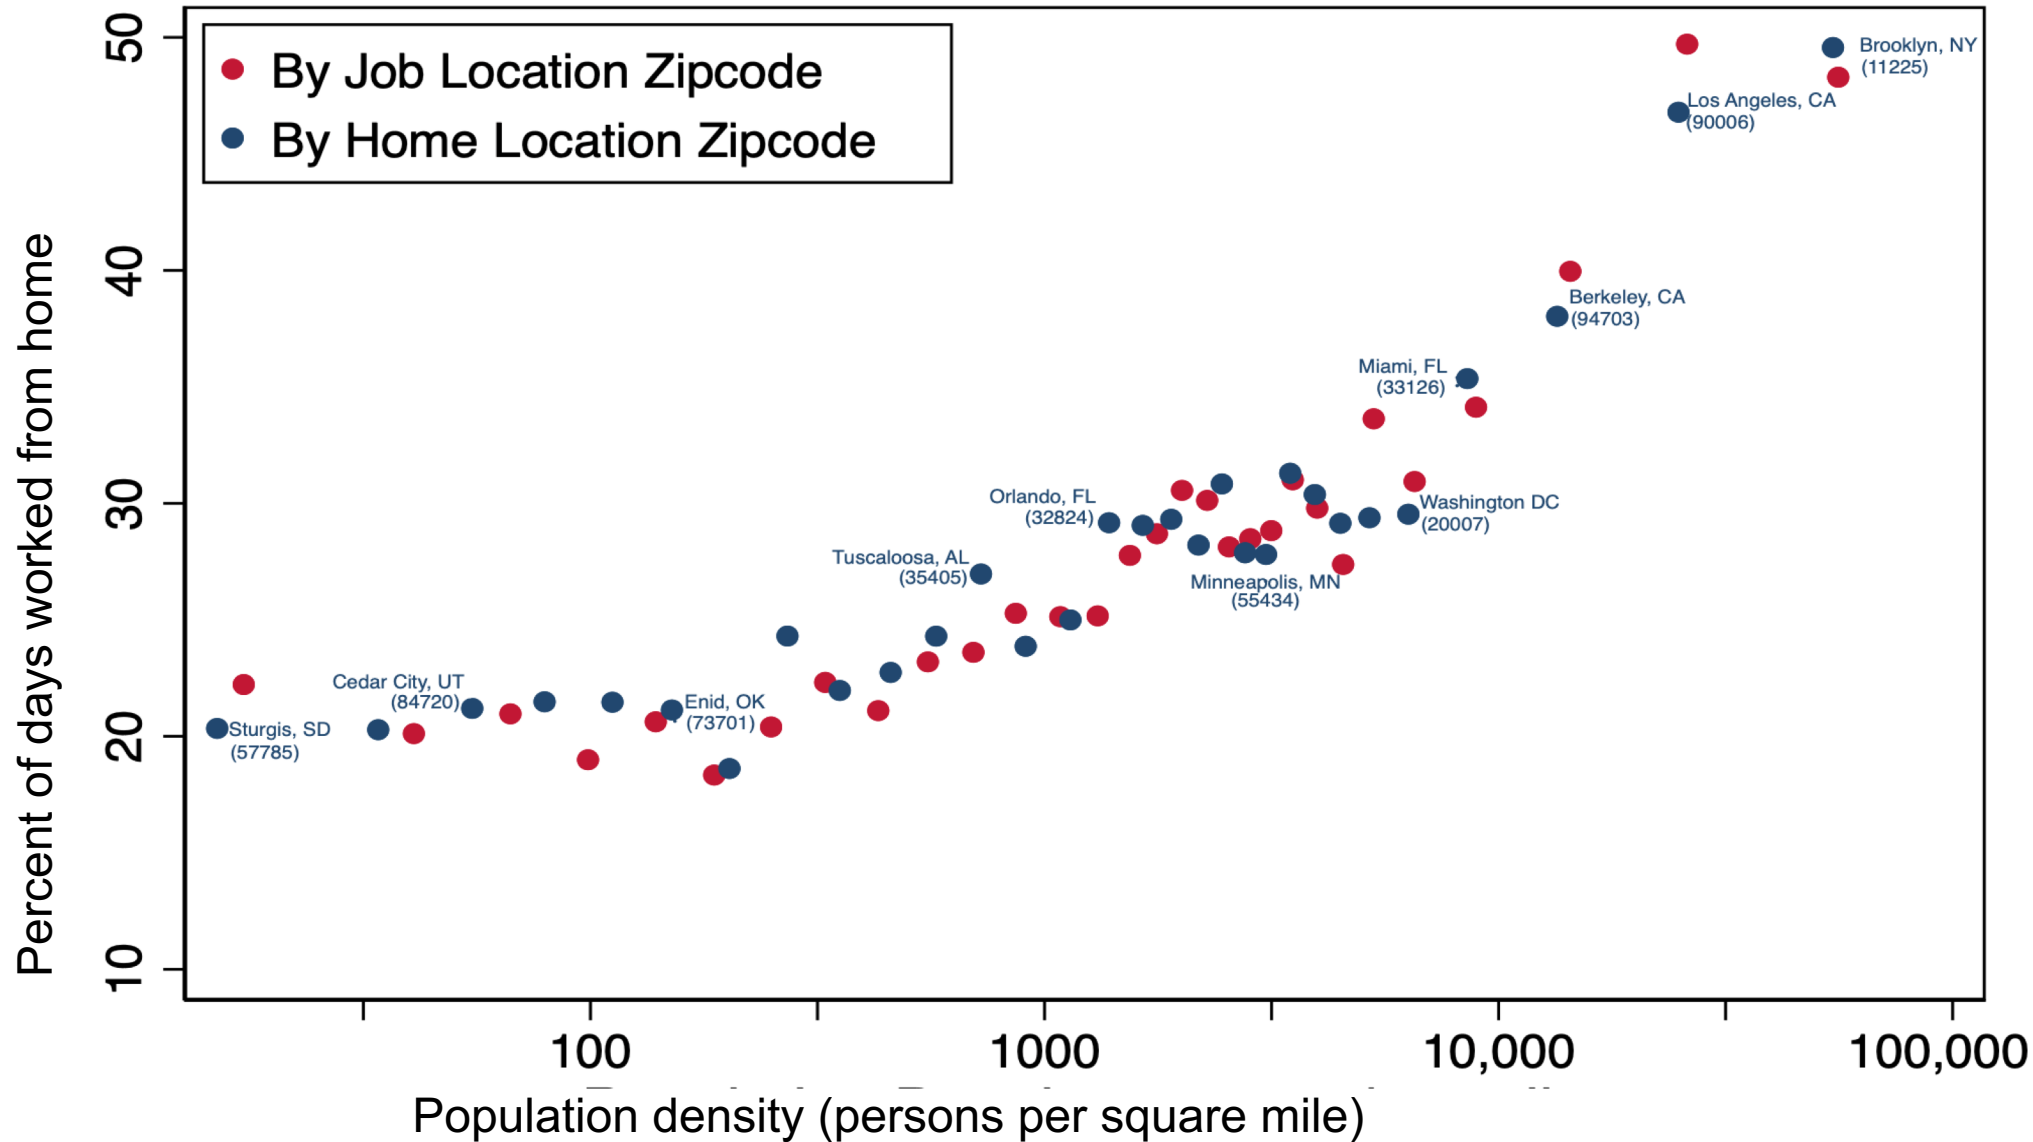 50
By Job Location Zipcode
By Home Location Zipcode
Brooklyn, NY
(11225)
Los Angeles, CA
(90006)
40
Berkeley, CA
(94703)
Miami, FL
(33126)
30
Orlando, FL
(32824)
Washington DC
(20007)
Tuscaloosa, AL
(35405)
Minneapolis, MN
(55434)
Cedar City, UT
(84720)
Enid, OK
(73701)
20
Sturgis, SD
(57785)
10
Percent of days worked from home
100 1000 10,000 100,000
Population density (persons per square mile)